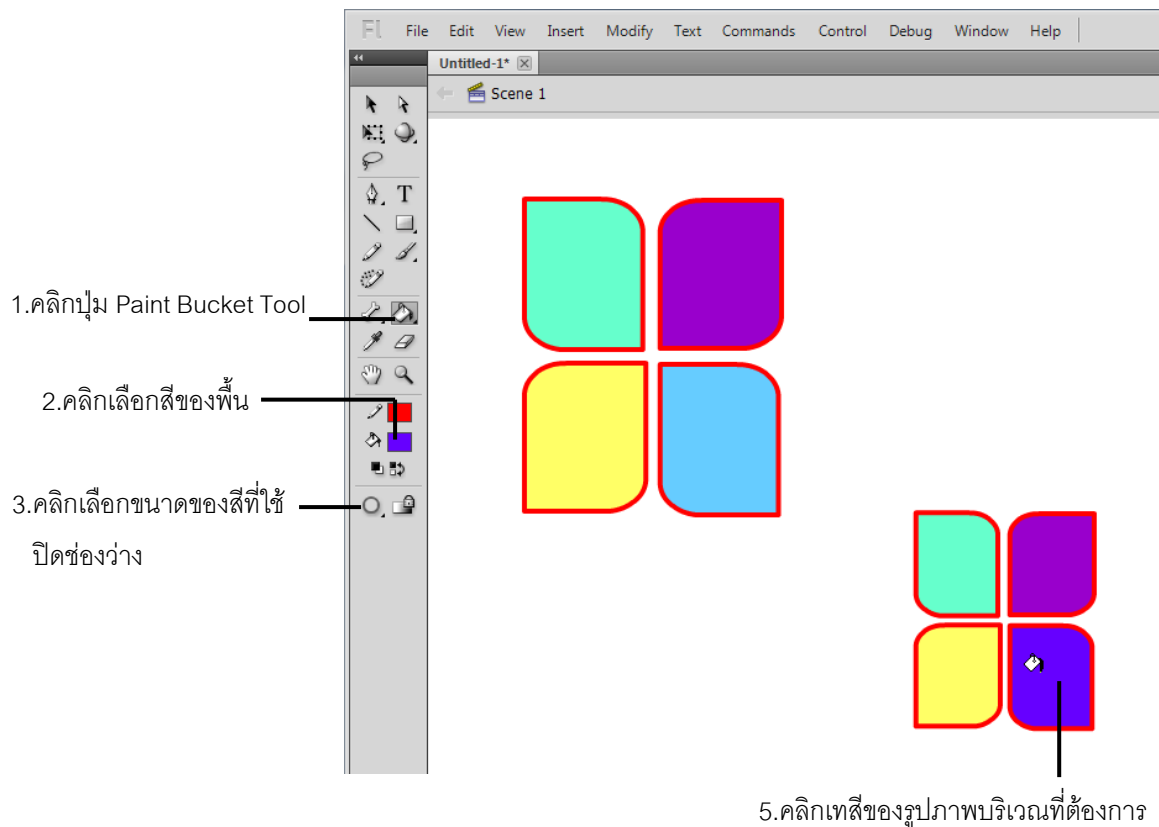 Fl File Edit View Insert Modify Text Commands Control Debug Window Help
Untitled-1*
Scene 1
T
1.คลิกปุ่ม Paint Bucket Tool
2.คลิกเลือกสีของพื้น
3.คลิกเลือกขนาดของสีที่ใช้
ปิดช่องว่าง
5.คลิกเทสีของรูปภาพบริเวณที่ต้องการ